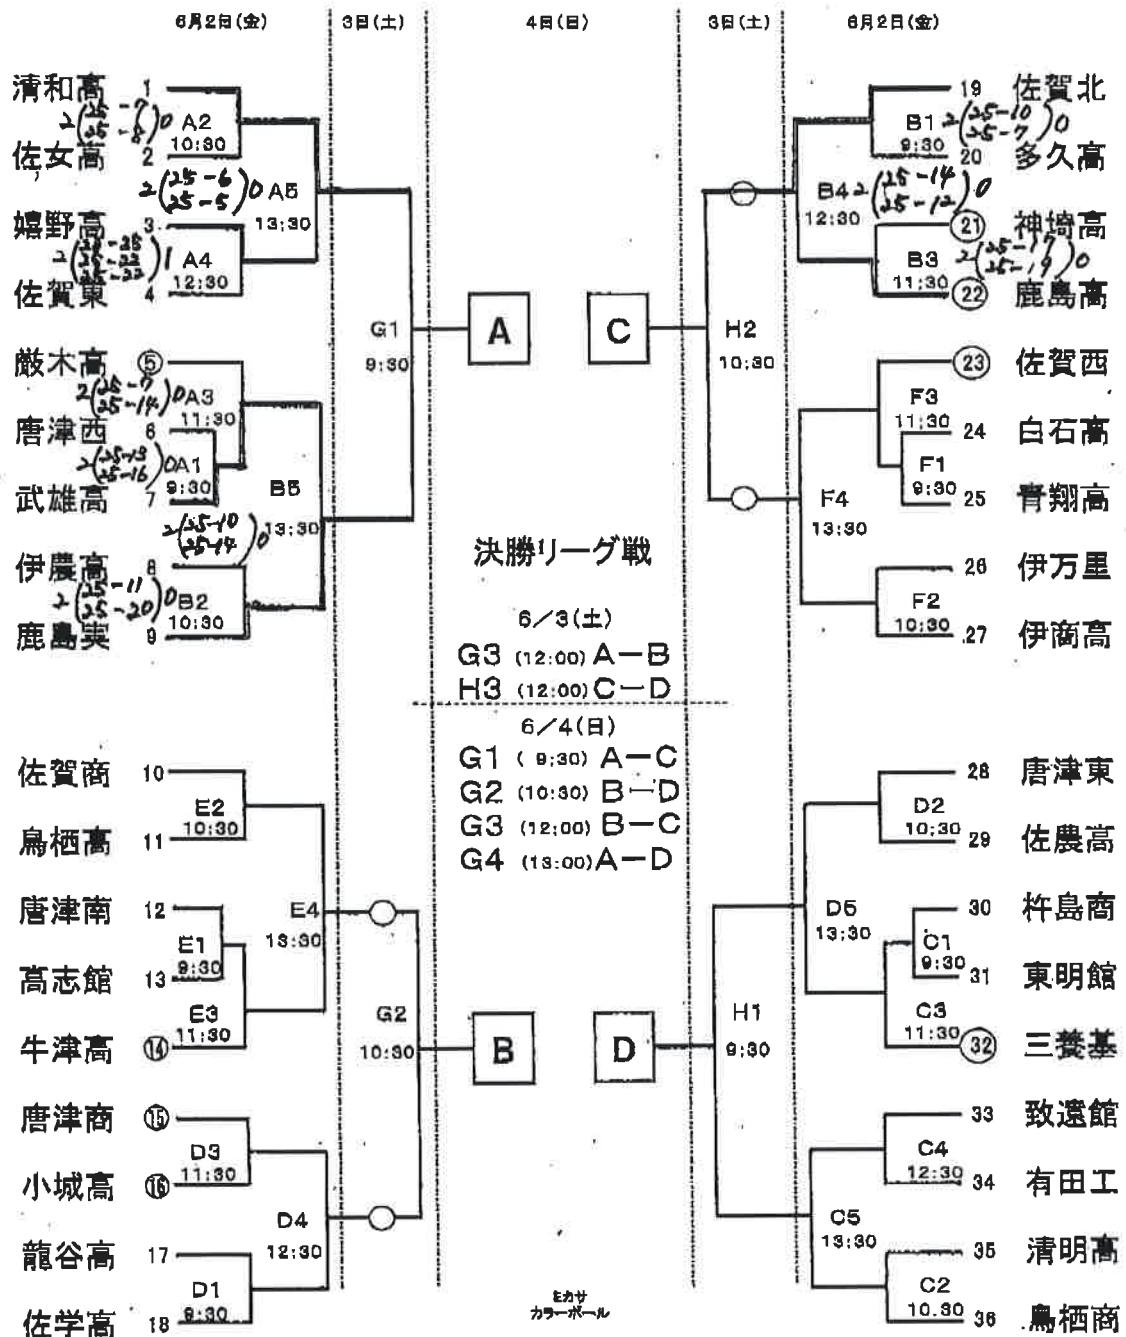 6月2日(金) 3日(土) 4日(日) 3日(土) 6月2日(金)
清和高 1
2(25-7 25-8)0 A2
10:30
佐女高 2
2(25-6 25-5)0 A5
13:30
嬉野高 3
A4
12:30
佐賀東 4
G1
9:30
A
厳木高 ⑤
2(25-7 25-14)0 A3
11:30
唐津西 6
2(25-13 25-16)0 A1
9:30
武雄高 7
B5
2(25-10 25-14)0 13:30
伊農高 8
2(25-11 25-20)0 B2
10:30
鹿島実 9
19 佐賀北
B1 2(25-10 25-7)0
9:30
20 多久高
B4 2(25-14 25-12)0
12:30
㉑ 神埼高
B3 2(25-17 25-19)0
11:30
㉒ 鹿島高
C
H2
10:30
㉓ 佐賀西
F3
11:30
24 白石高
F1
9:30
25 青翔高
F4
13:30
26 伊万里
F2
10:30
27 伊商高
決勝リーグ戦
6/3(土)
G3 (12:00) A-B
H3 (12:00) C-D
6/4(日)
G1 (9:30) A-C
G2 (10:30) B-D
G3 (12:00) B-C
G4 (13:00) A-D
佐賀商 10
E2
10:30
鳥栖高 11
唐津南 12
E4
13:30
E1
9:30
高志館 13
E3
11:30
牛津高 ⑭
G2
10:30
B
唐津商 ⑮
D3
11:30
小城高 ⑯
D4
12:30
龍谷高 17
D1
9:30
佐学高 18
28 唐津東
D2
10:30
29 佐農高
30 杵島商
D5
13:30
C1
9:30
31 東明館
C3
11:30
㉜ 三養基
D
H1
9:30
33 致遠館
C4
12:30
34 有田工
C5
13:30
35 清明高
C2
10.30
36 鳥栖商
ミカサ
カラーボール